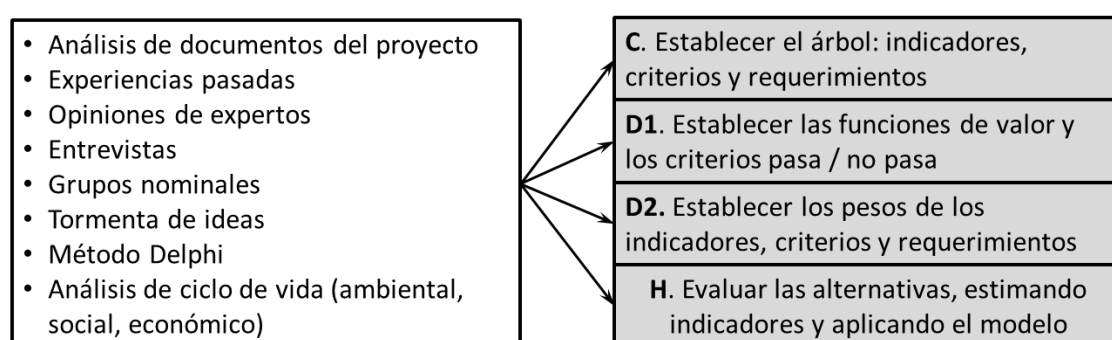 • Análisis de documentos del proyecto
• Experiencias pasadas
• Opiniones de expertos
• Entrevistas
• Grupos nominales
• Tormenta de ideas
• Método Delphi
• Análisis de ciclo de vida (ambiental,
social, económico)
C. Establecer el árbol: indicadores,
criterios y requerimientos
D1. Establecer las funciones de valor y
los criterios pasa / no pasa
D2. Establecer los pesos de los
indicadores, criterios y requerimientos
H. Evaluar las alternativas, estimando
indicadores y aplicando el modelo